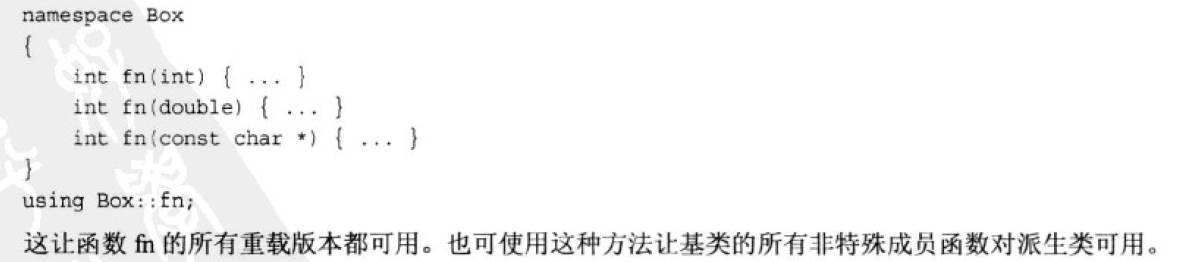 namespace Box
{
    int fn(int) { ... }
    int fn(double) { ... }
    int fn(const char *) { ... }
}
using Box::fn;
这让函数 fn 的所有重载版本都可用。也可使用这种方法让基类的所有非特殊成员函数对派生类可用。